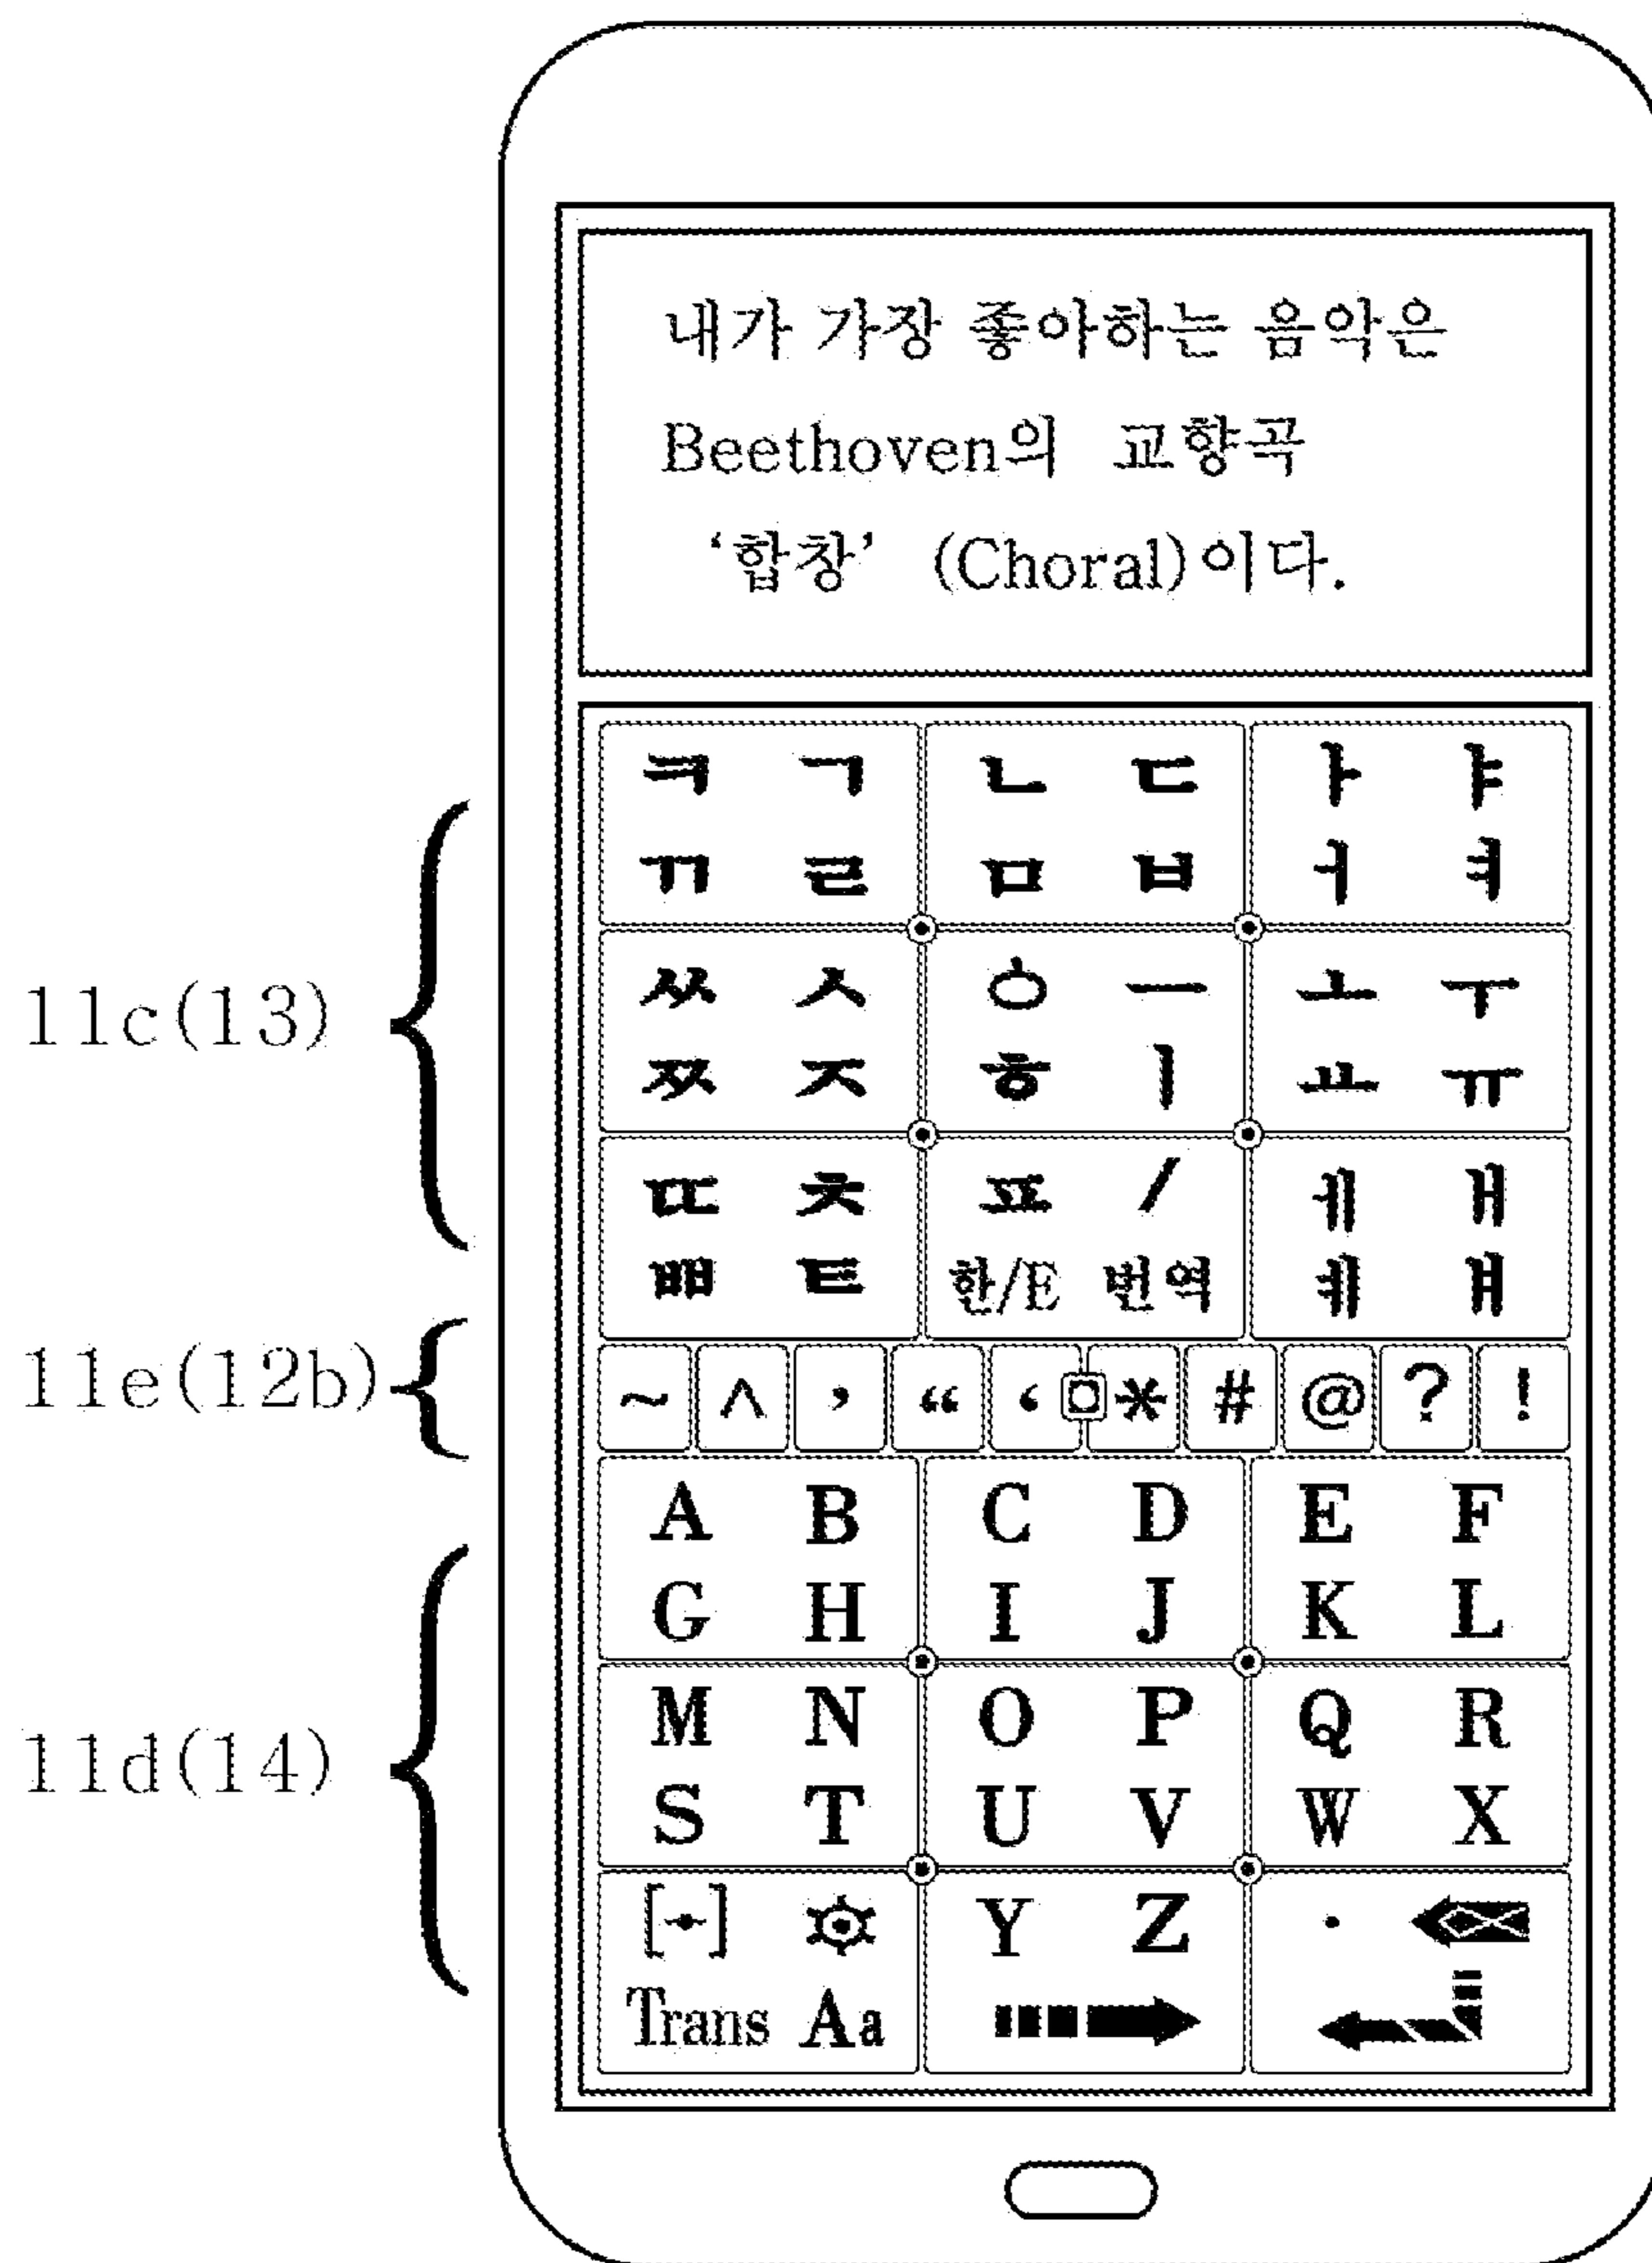 내가 가장 좋아하는 음악은
Beethoven의 교향곡
‘합창’ (Choral)이다.
ㅋ ㄱ ㄴ ㄷ ㅏ ㅑ
ㄲ ㄹ ㅁ ㅂ ㅓ ㅕ
11c(13)
ㅆ ㅅ ㆁ ㅡ ㅗ ㅜ
ㅉ ㅈ ㅎ ㅣ ㅛ ㅠ
ㄸ ㅊ ㅍ / ㅔ ㅐ
ㅃ ㅌ 한/E 번역 ㅖ ㅒ
11e(12b)
~ ^ ’ “ ‘ * # @ ? !
A B C D E F
G H I J K L
11d(14)
M N O P Q R
S T U V W X
[·] Y Z .
Trans Aa